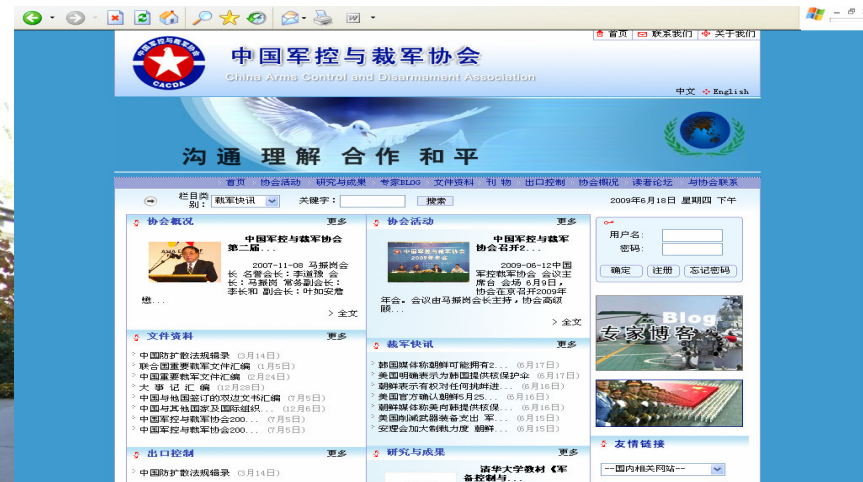 首页 联系我们 关于我们
中国军控与裁军协会
China Arms Control and Disarmament Association
CACDA
中文 English
沟通 理解 合作 和平
首页 协会活动 研究与成果 专家BLOG 文件资料 刊 物 出口控制 协会概况 读者论坛 与协会联系
栏目类别： 裁军快讯 关键字： 搜索 2009年6月18日 星期四 下午
协会概况 更多
中国军控与裁军协会
第二届...
2007-11-08 马振岗会
长 名誉会长：李道豫 会
长：马振岗 常务副会长：
李长和 副会长：叶如安詹
懋...
> 全文
文件资料 更多
中国防扩散法规辑录 (3月14日)
联合国重要裁军文件汇编 (1月5日)
中国重要裁军文件汇编 (2月24日)
大 事 记 汇 编 (12月28日)
中国与他国签订的双边文书汇编 (7月5日)
中国与其他国家及国际组织... (12月6日)
中国军控与裁军协会200... (7月5日)
中国军控与裁军协会200... (7月5日)
出口控制 更多
中国防扩散法规辑录 (3月14日)
协会活动 更多
中国军控与裁军
协会召开2...
2009-06-12中国
军控裁军协会 会议主
席台 会场 6月9日，
协会在京召开2009年
年会。会议由马振岗会长主持，协会高级
顾...
> 全文
裁军快讯 更多
韩国媒体称朝鲜可能拥有2... (6月17日)
美国明确表示为韩国提供核保护伞 (6月17日)
朝鲜表示有权对任何挑衅进... (6月16日)
美国官方确认朝鲜5月25... (6月16日)
朝鲜媒体称美向韩提供核保... (6月16日)
美国削减武器装备支出 军... (6月15日)
安理会加大制裁力度 朝鲜... (6月15日)
研究与成果 更多
清华大学教材《军
备控制与...
用户名：
密码：
确定 注册 忘记密码
Blog
专家博客
友情链接
--国内相关网站--